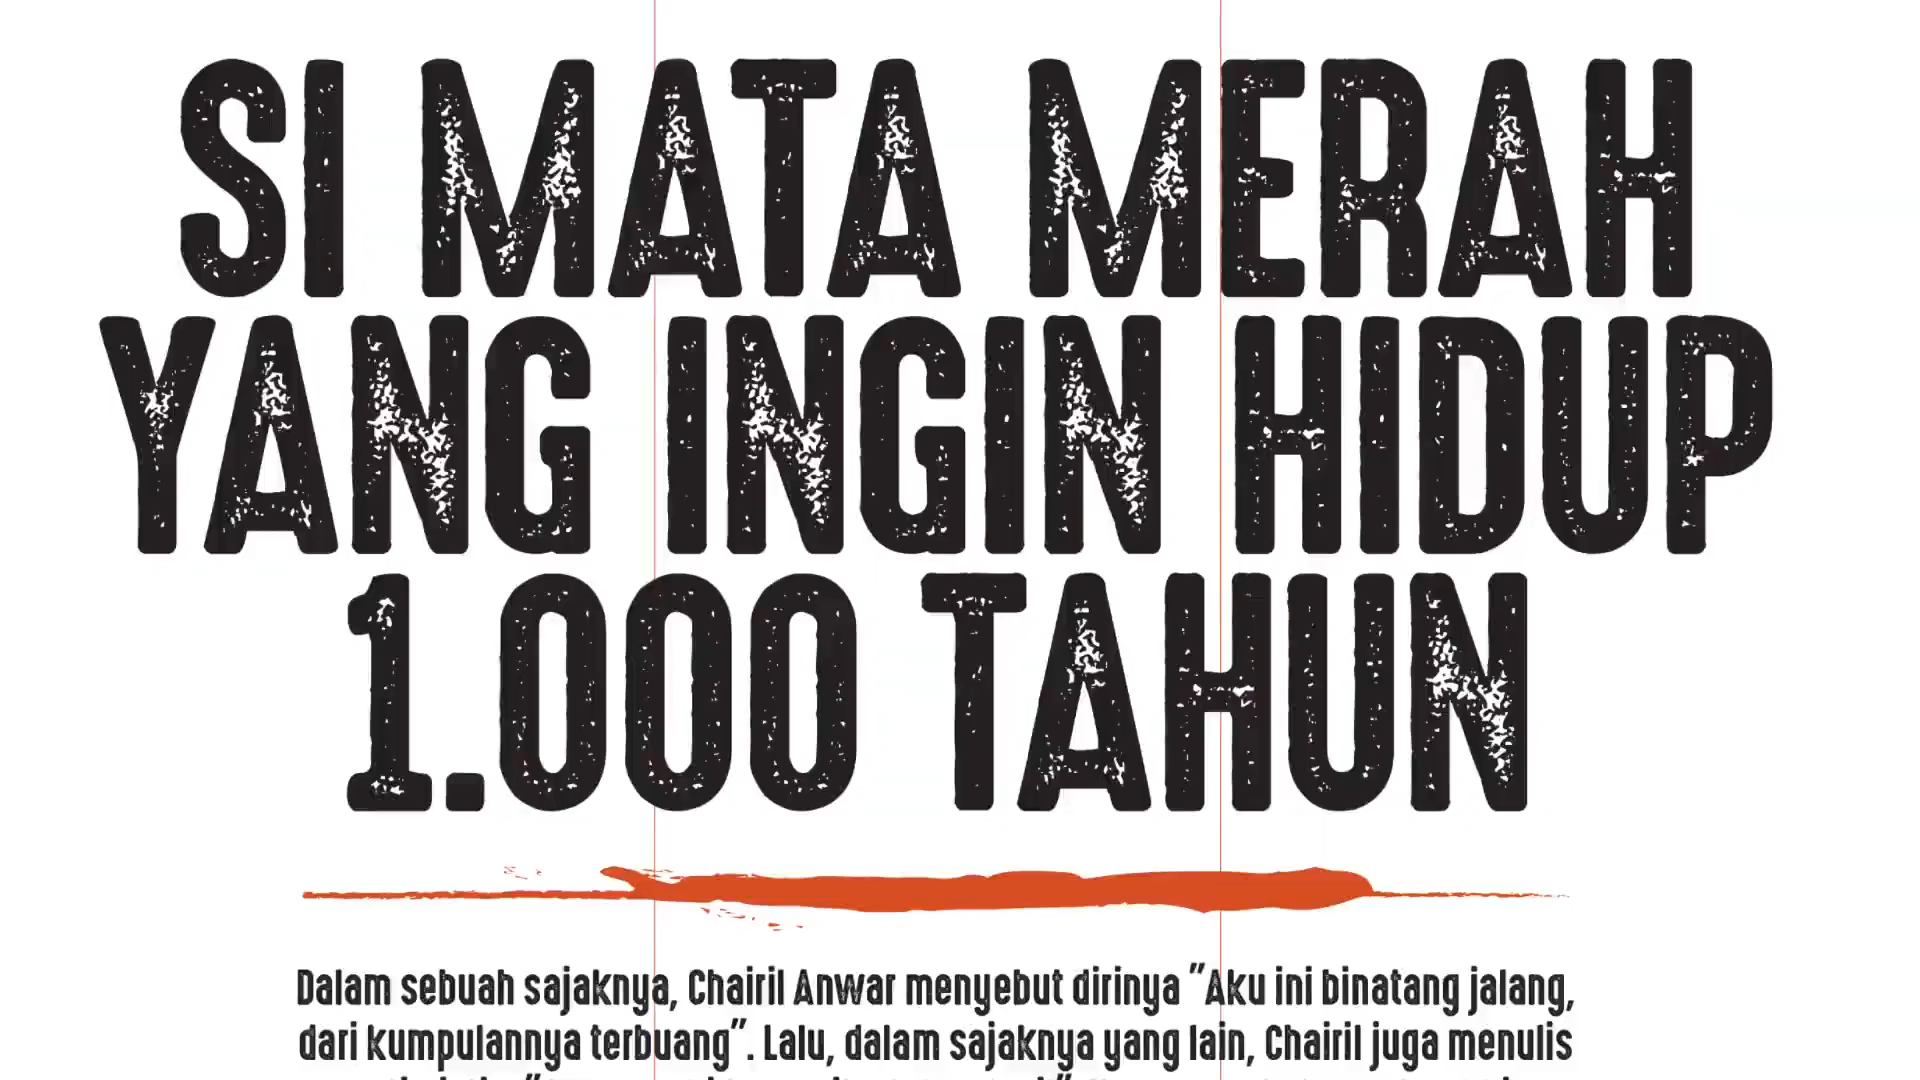 SI MATA MERAH
YANG INGIN HIDUP
1.000 TAHUN
Dalam sebuah sajaknya, Chairil Anwar menyebut dirinya "Aku ini binatang jalang,
dari kumpulannya terbuang". Lalu, dalam sajaknya yang lain, Chairil juga menulis